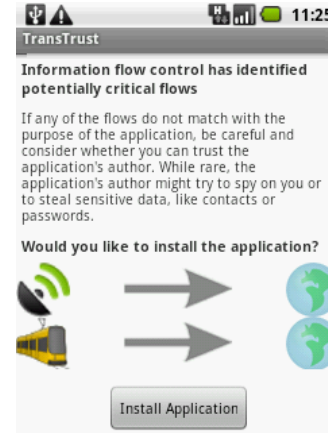 11:25
TransTrust
Information flow control has identified
potentially critical flows
If any of the flows do not match with the
purpose of the application, be careful and
consider whether you can trust the
application's author. While rare, the
application's author might try to spy on you or
to steal sensitive data, like contacts or
passwords.
Would you like to install the application?
Install Application